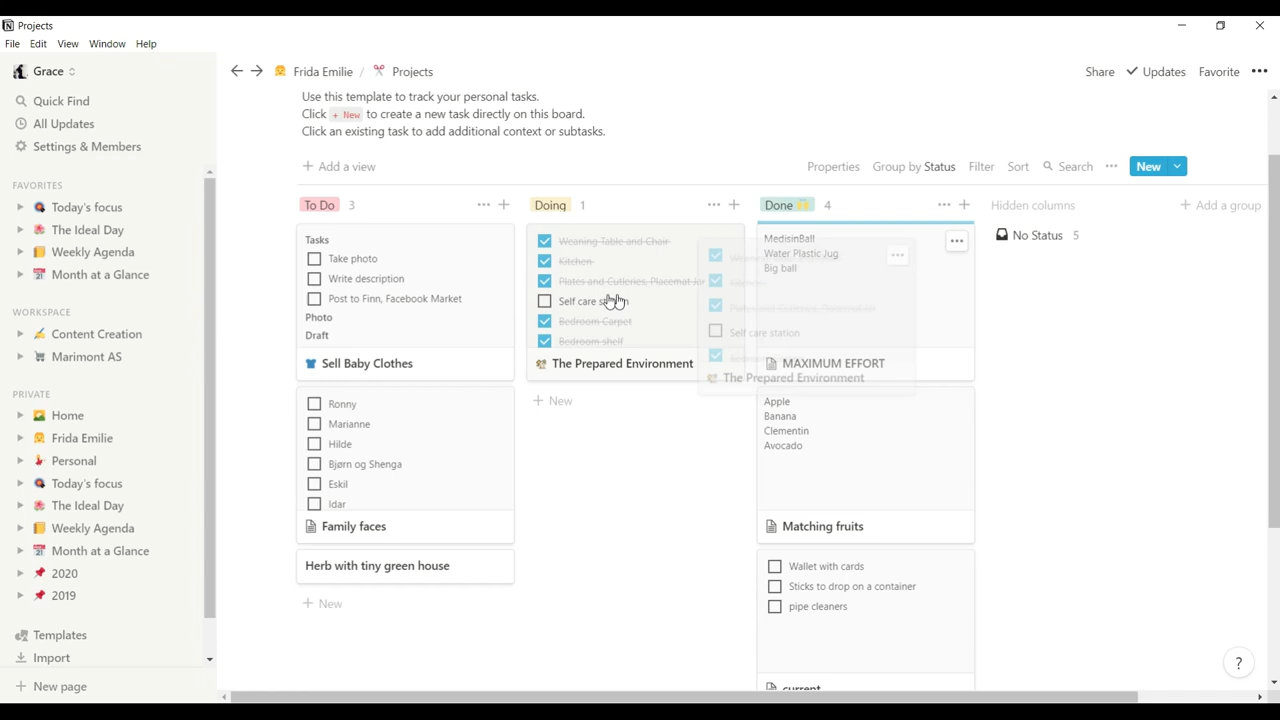 Projects
File Edit View Window Help
Grace
Frida Emilie / Projects
Share Updates Favorite •••
Quick Find
All Updates
Settings & Members
FAVORITES
Today's focus
The Ideal Day
Weekly Agenda
Month at a Glance
WORKSPACE
Content Creation
Marimont AS
PRIVATE
Home
Frida Emilie
Personal
Today's focus
The Ideal Day
Weekly Agenda
Month at a Glance
2020
2019
Templates
Import
+ New page
Use this template to track your personal tasks.
Click + New to create a new task directly on this board.
Click an existing task to add additional context or subtasks.
+ Add a view
Properties Group by Status Filter Sort Search ••• New
To Do 3 ••• +
Tasks
Take photo
Write description
Post to Finn, Facebook Market
Photo
Draft
Sell Baby Clothes
Ronny
Marianne
Hilde
Bjørn og Shenga
Eskil
Idar
Family faces
Herb with tiny green house
+ New
Doing 1 ••• +
Weaning Table and Chair
Kitchen
Plates and Cutleries, Placemat
Self care
Bedroom Carpet
Bedroom shelf
The Prepared Environment
+ New
Done 4 ••• +
MedisinBall
Water Plastic Jug
Big ball
•••
MAXIMUM EFFORT
Self care station
The Prepared Environment
Apple
Banana
Clementin
Avocado
Matching fruits
Wallet with cards
Sticks to drop on a container
pipe cleaners
current
Hidden columns
+ Add a group
No Status 5
?